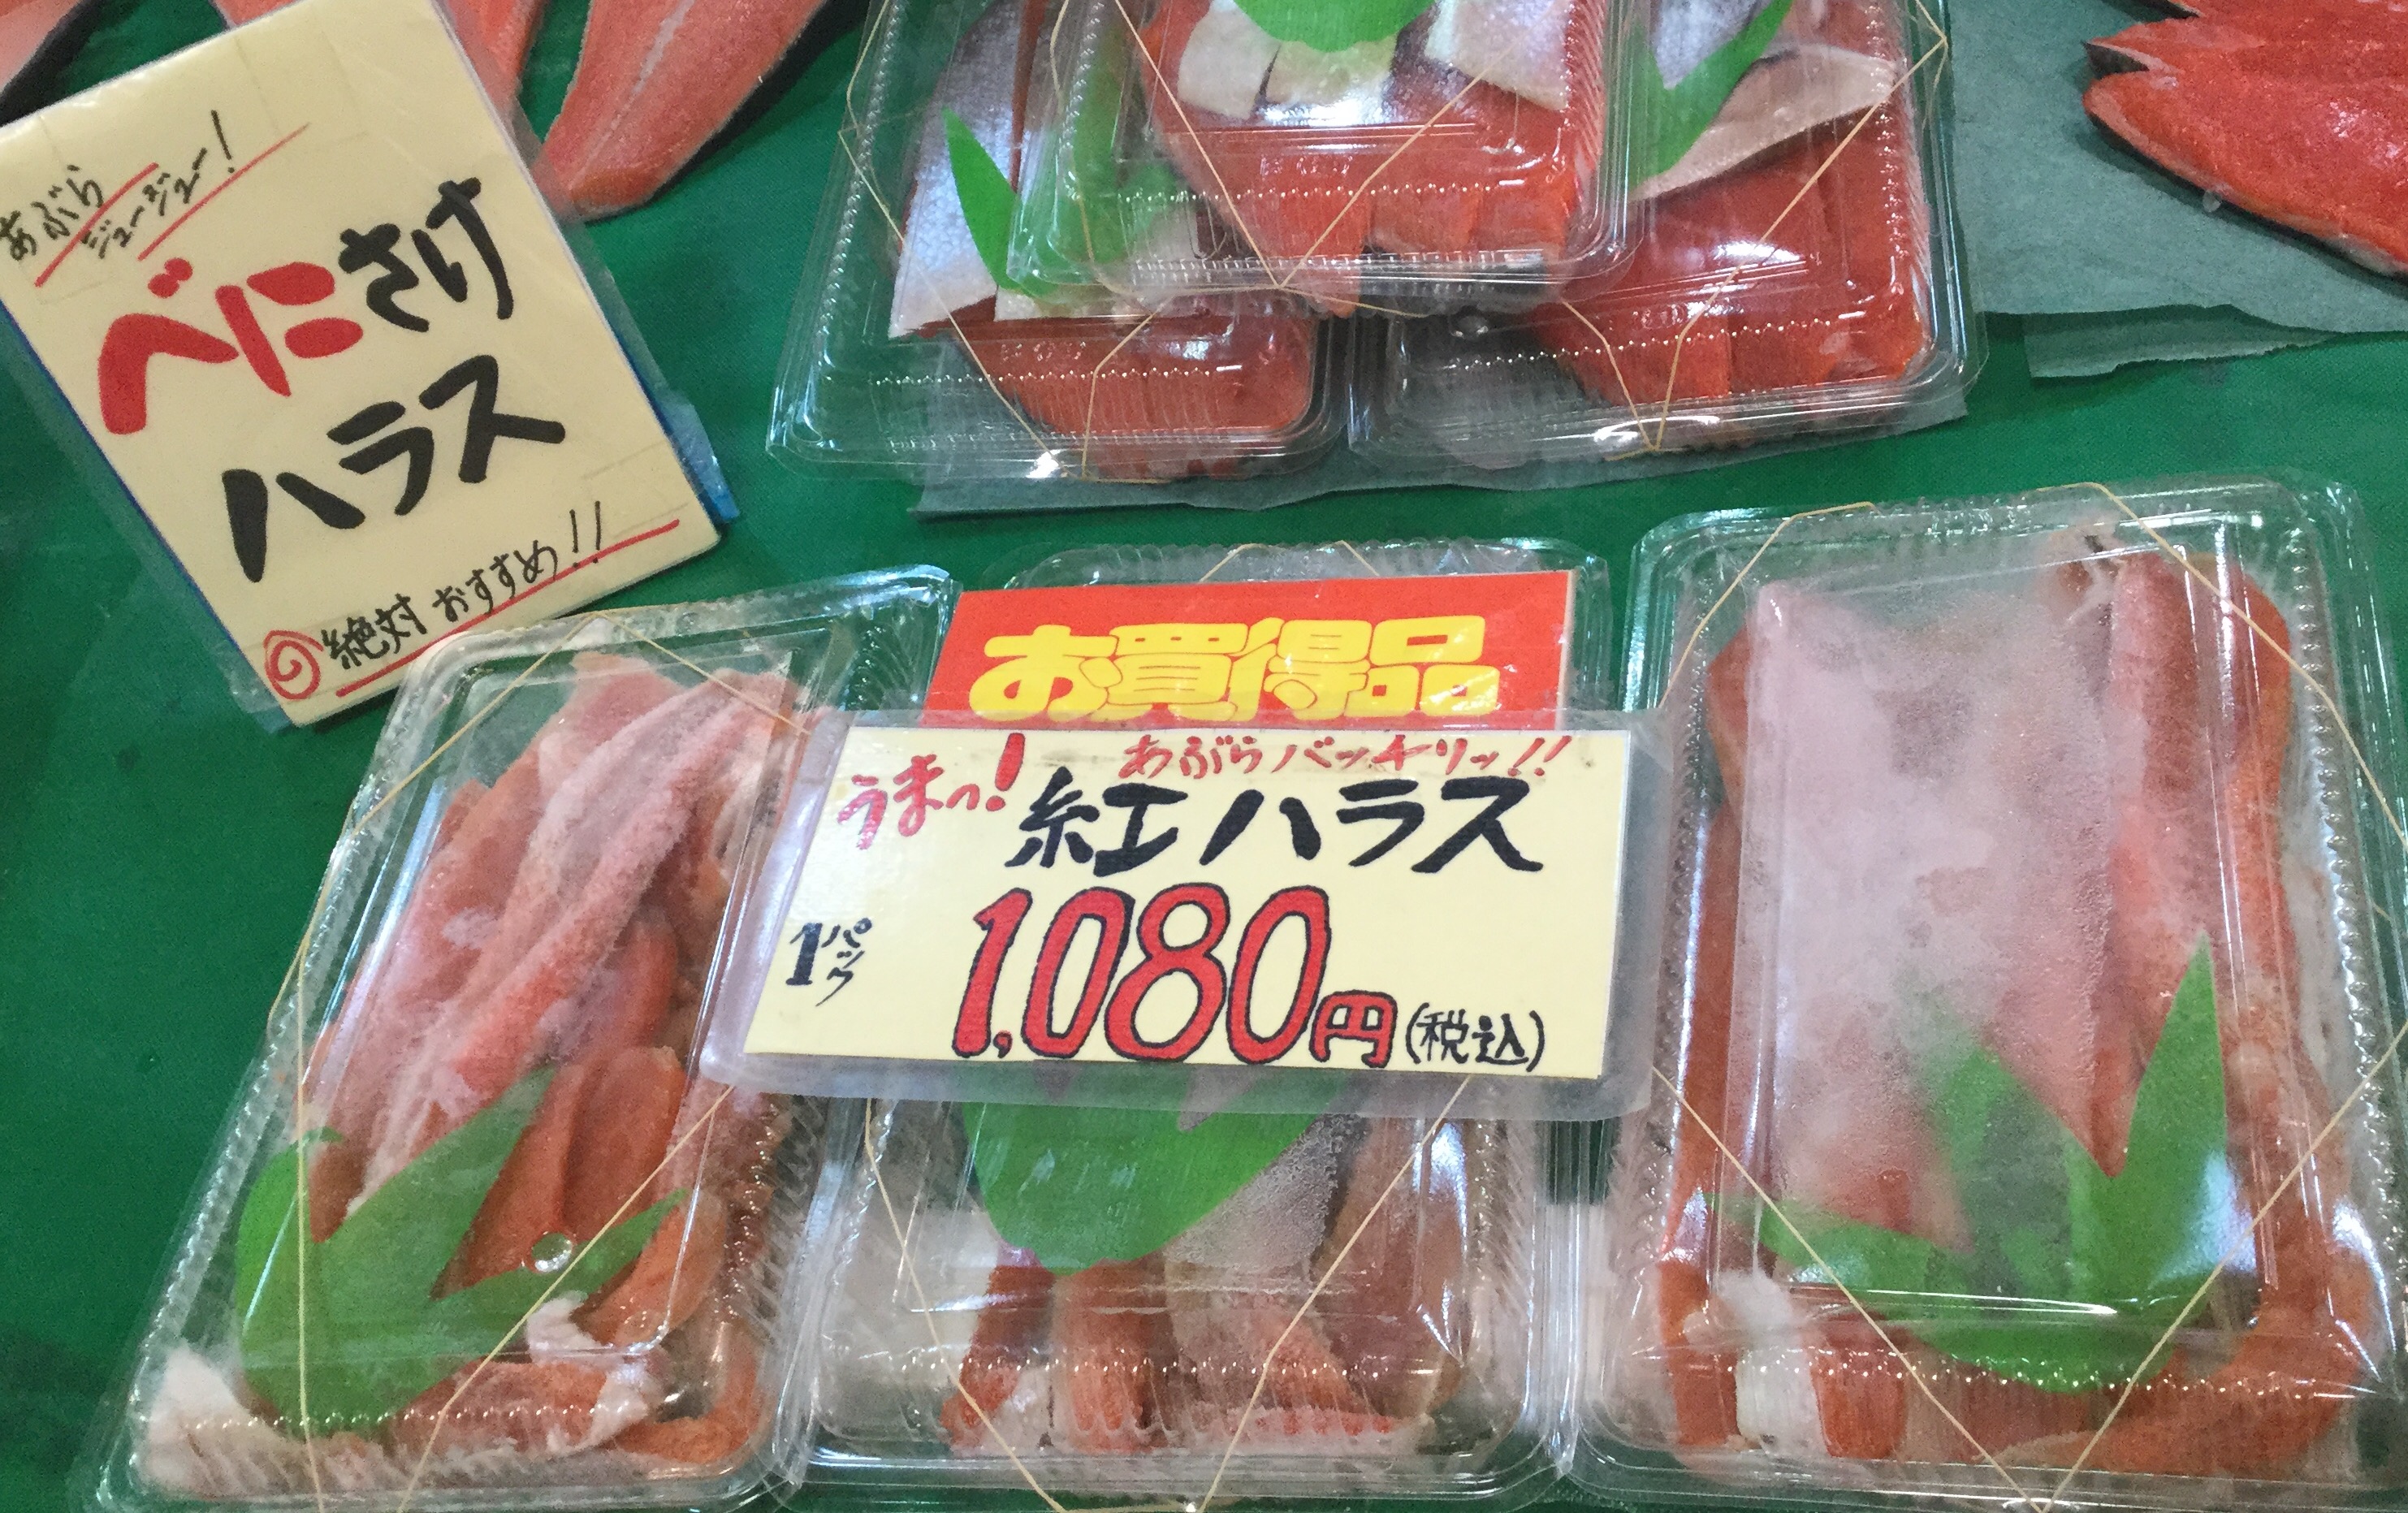 あぶら
ジュージュー!
べにさけ
ハラス
絶対おすすめ!!
お買得品
うまっ!
あぶらバッチリッ!!
紅ハラス
1パック
1,080円(税込)